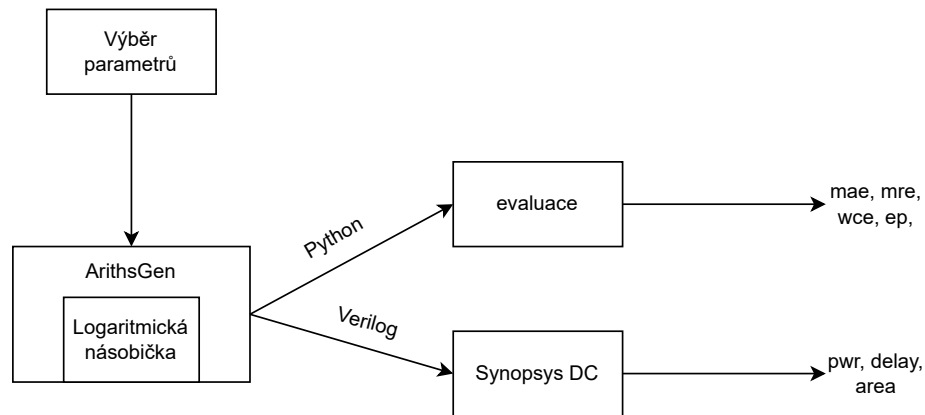 Výběr
parametrů
ArithsGen
Logaritmická
násobička
Python
Verilog
evaluace
Synopsys DC
mae, mre,
wce, ep,
pwr, delay,
area